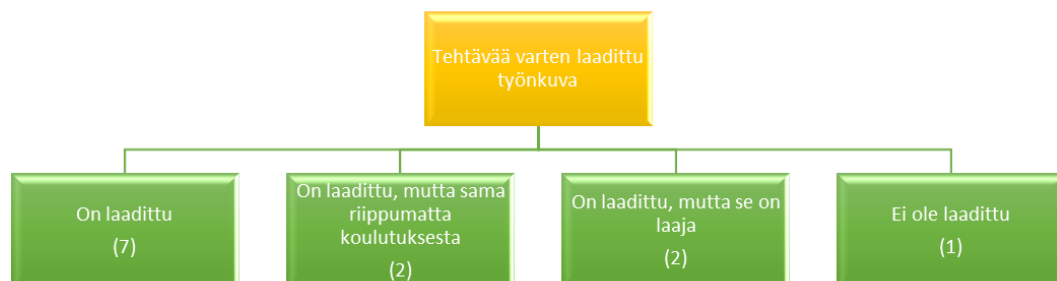 Tehtävää varten laadittu
työnkuva
On laadittu
(7)
On laadittu, mutta sama
riippumatta
koulutuksesta
(2)
On laadittu, mutta se on
laaja
(2)
Ei ole laadittu
(1)